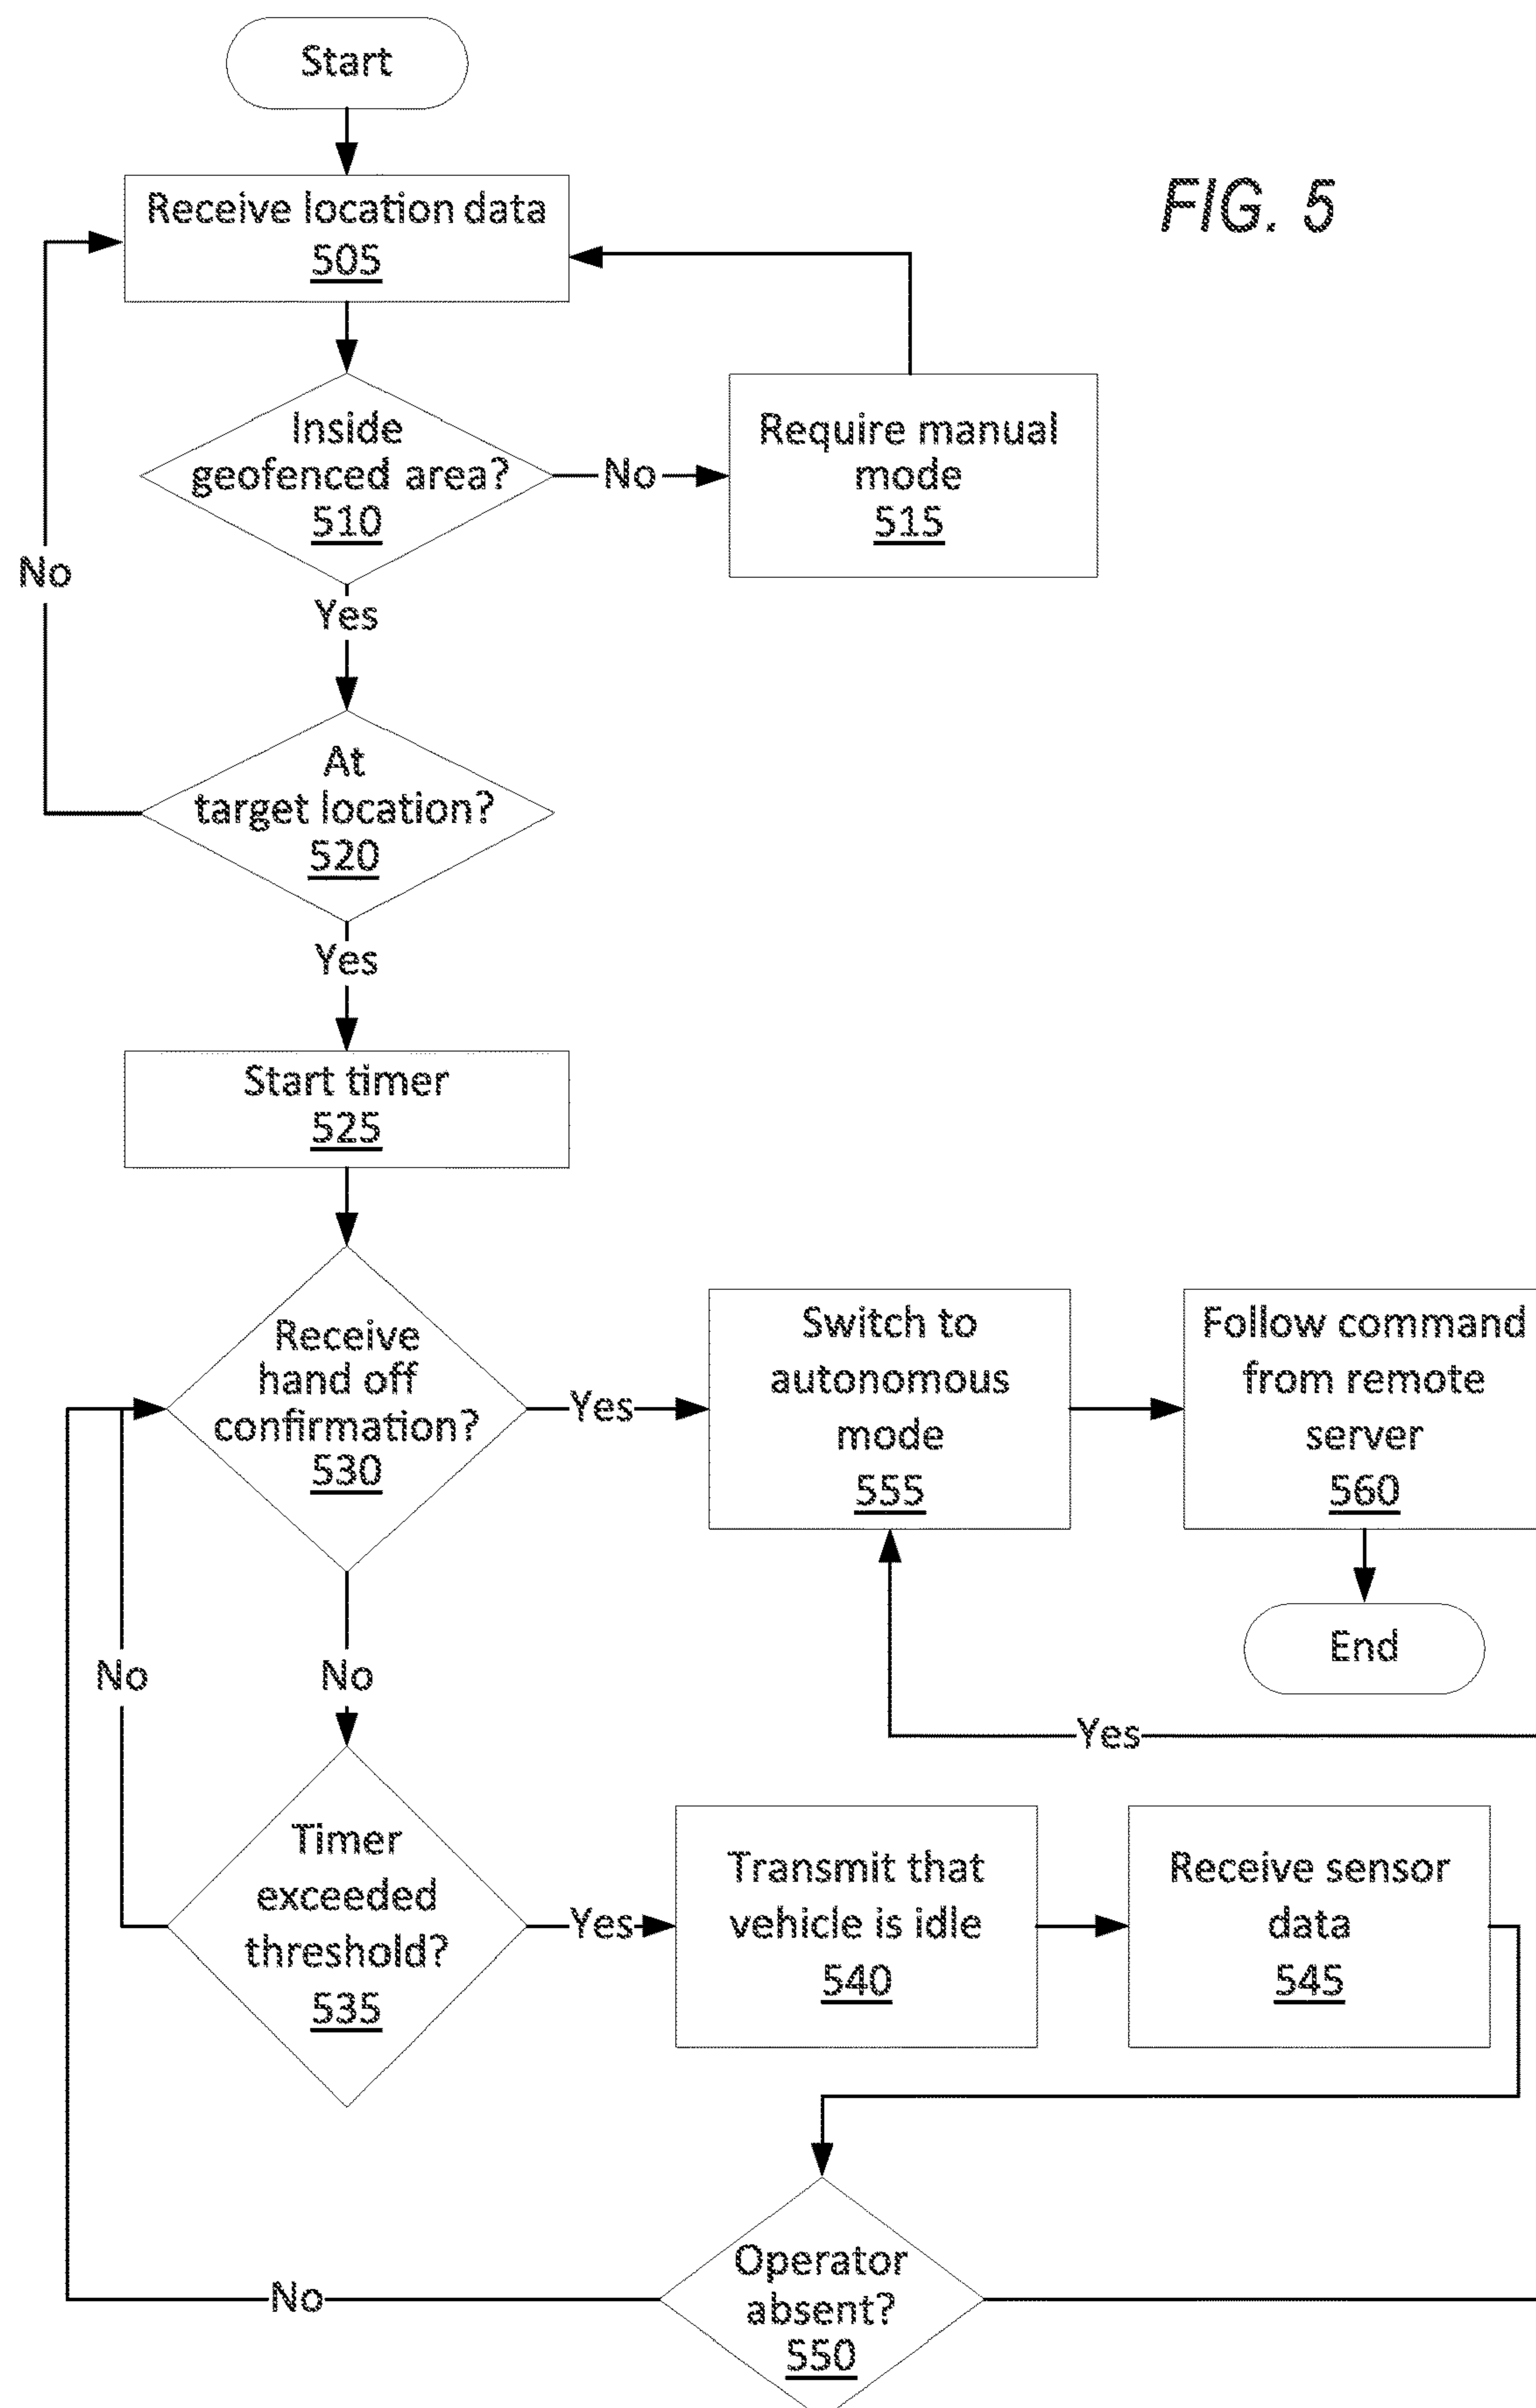 Start
FIG. 5
Receive location data
505
Inside
geofenced area?
510
No
Require manual
mode
515
No
Yes
At
target location?
520
Yes
Start timer
525
Receive
hand off
confirmation?
530
Yes
Switch to
autonomous
mode
555
Follow command
from remote
server
560
End
No
No
Yes
Timer
exceeded
threshold?
535
Yes
Transmit that
vehicle is idle
540
Receive sensor
data
545
Operator
absent?
550
No